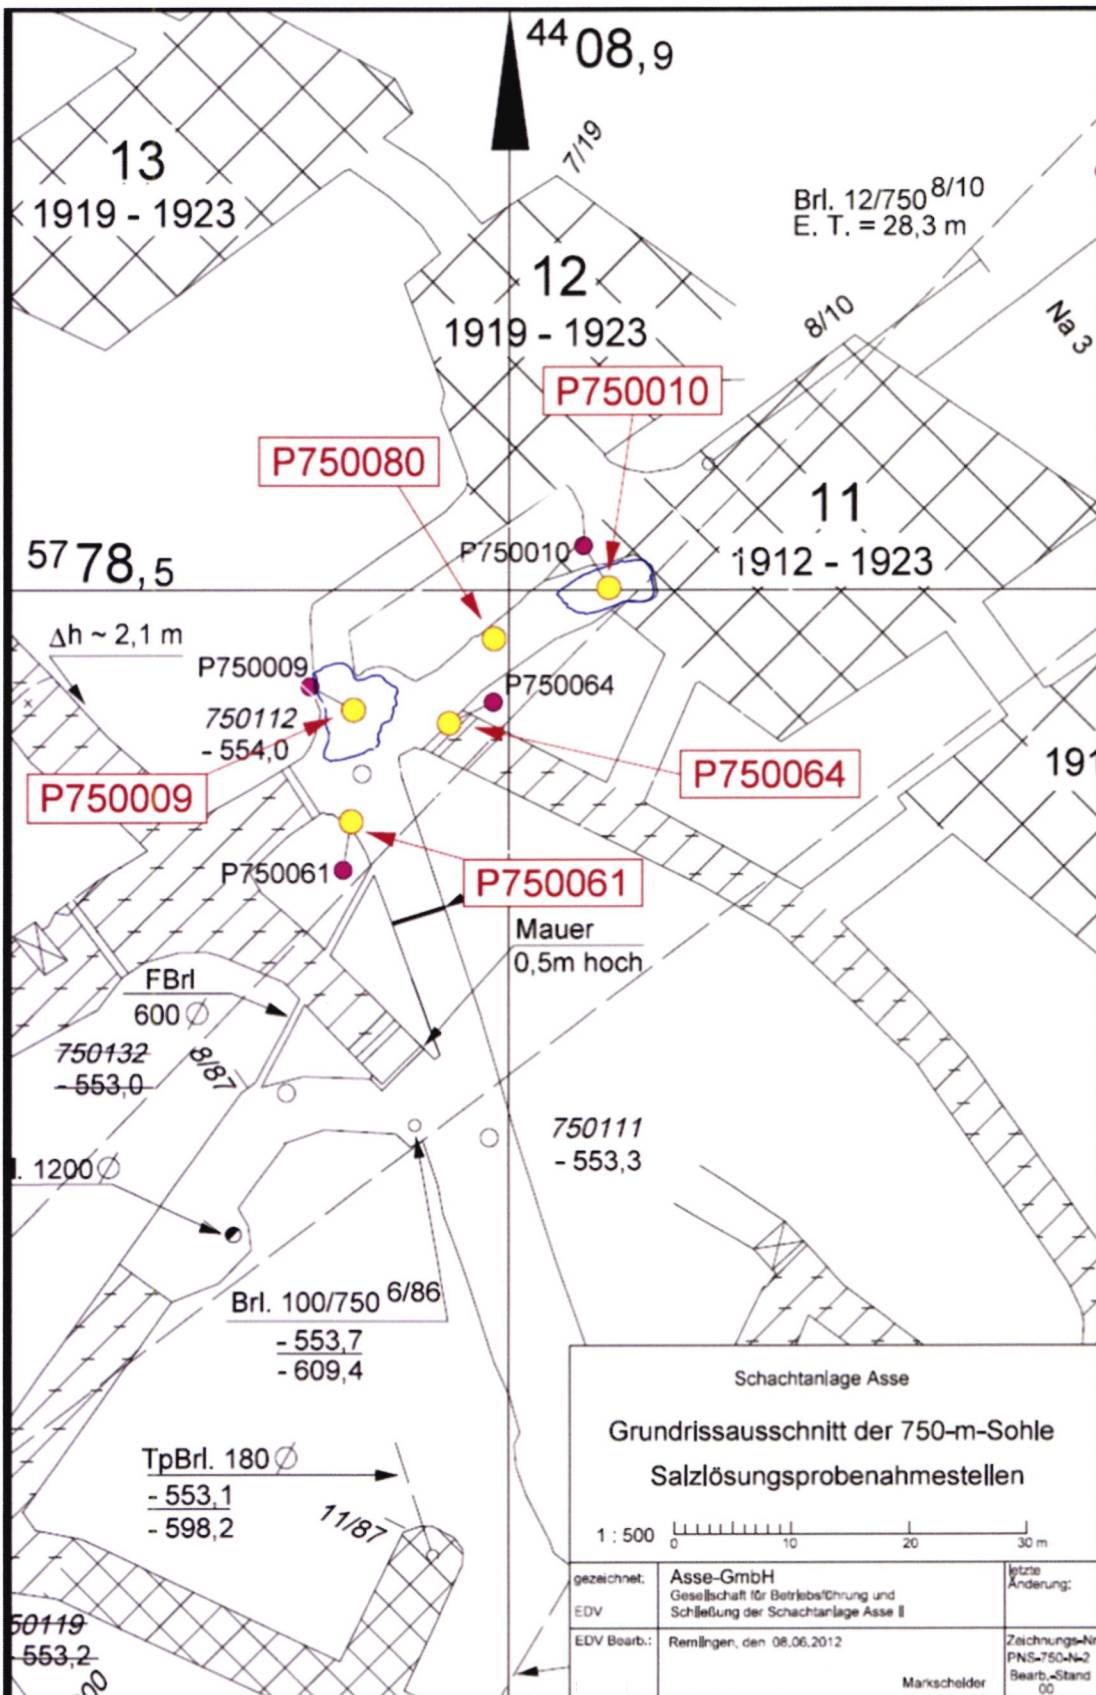 44 08,9
7/19
13
1919 - 1923
Brl. 12/750 8/10
E. T. = 28,3 m
12
1919 - 1923
8/10
Na 3
P750010
P750080
11
1912 - 1923
P750010
57 78,5
Δh ~ 2,1 m
P750009
P750064
750112
- 554,0
P750009
P750064
191
P750061
P750061
Mauer
0,5m hoch
FBrl
600 ∅
750132
- 553,0
8/87
750111
- 553,3
. 1200 ∅
Brl. 100/750 6/86
- 553,7
- 609,4
TpBrl. 180 ∅
- 553,1
- 598,2
11/87
50119
553,2
00
Schachtanlage Asse
Grundrissausschnitt der 750-m-Sohle
Salzlösungsprobenahmestellen
1 : 500
0 10 20 30 m
gezeichnet:
EDV
Asse-GmbH
Gesellschaft für Betriebsführung und
Schließung der Schachtanlage Asse II
letzte
Änderung:
EDV Bearb.:
Remlingen, den 08.06.2012
Markscheider
Zeichnungs-Nr
PNS-750-N-2
Bearb.-Stand
00